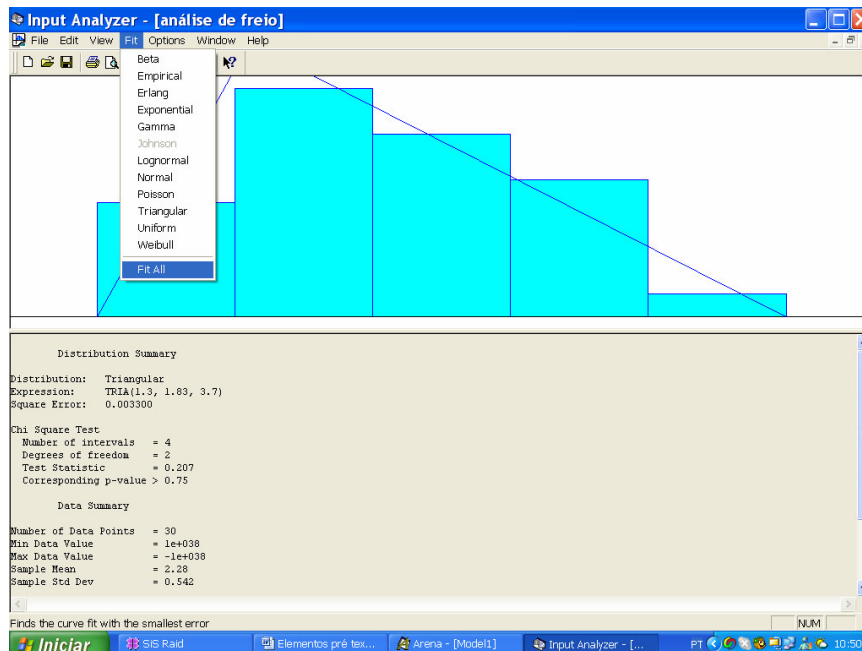 Input Analyzer - [análise de freio]
File Edit View Fit Options Window Help
Beta
Empirical
Erlang
Exponential
Gamma
Johnson
Lognormal
Normal
Poisson
Triangular
Uniform
Weibull
Fit All
Distribution Summary
Distribution: Triangular
Expression: TRIA(1.3, 1.83, 3.7)
Square Error: 0.003300
Chi Square Test
Number of intervals = 4
Degrees of freedom = 2
Test Statistic = 0.207
Corresponding p-value > 0.75
Data Summary
Number of Data Points = 30
Min Data Value = 1e+038
Max Data Value = -1e+038
Sample Mean = 2.28
Sample Std Dev = 0.542
Finds the curve fit with the smallest error
NUM
Iniciar
SiS Raid
Elementos pré tex...
Arena - [Model1]
Input Analyzer - [...
PT
10:50